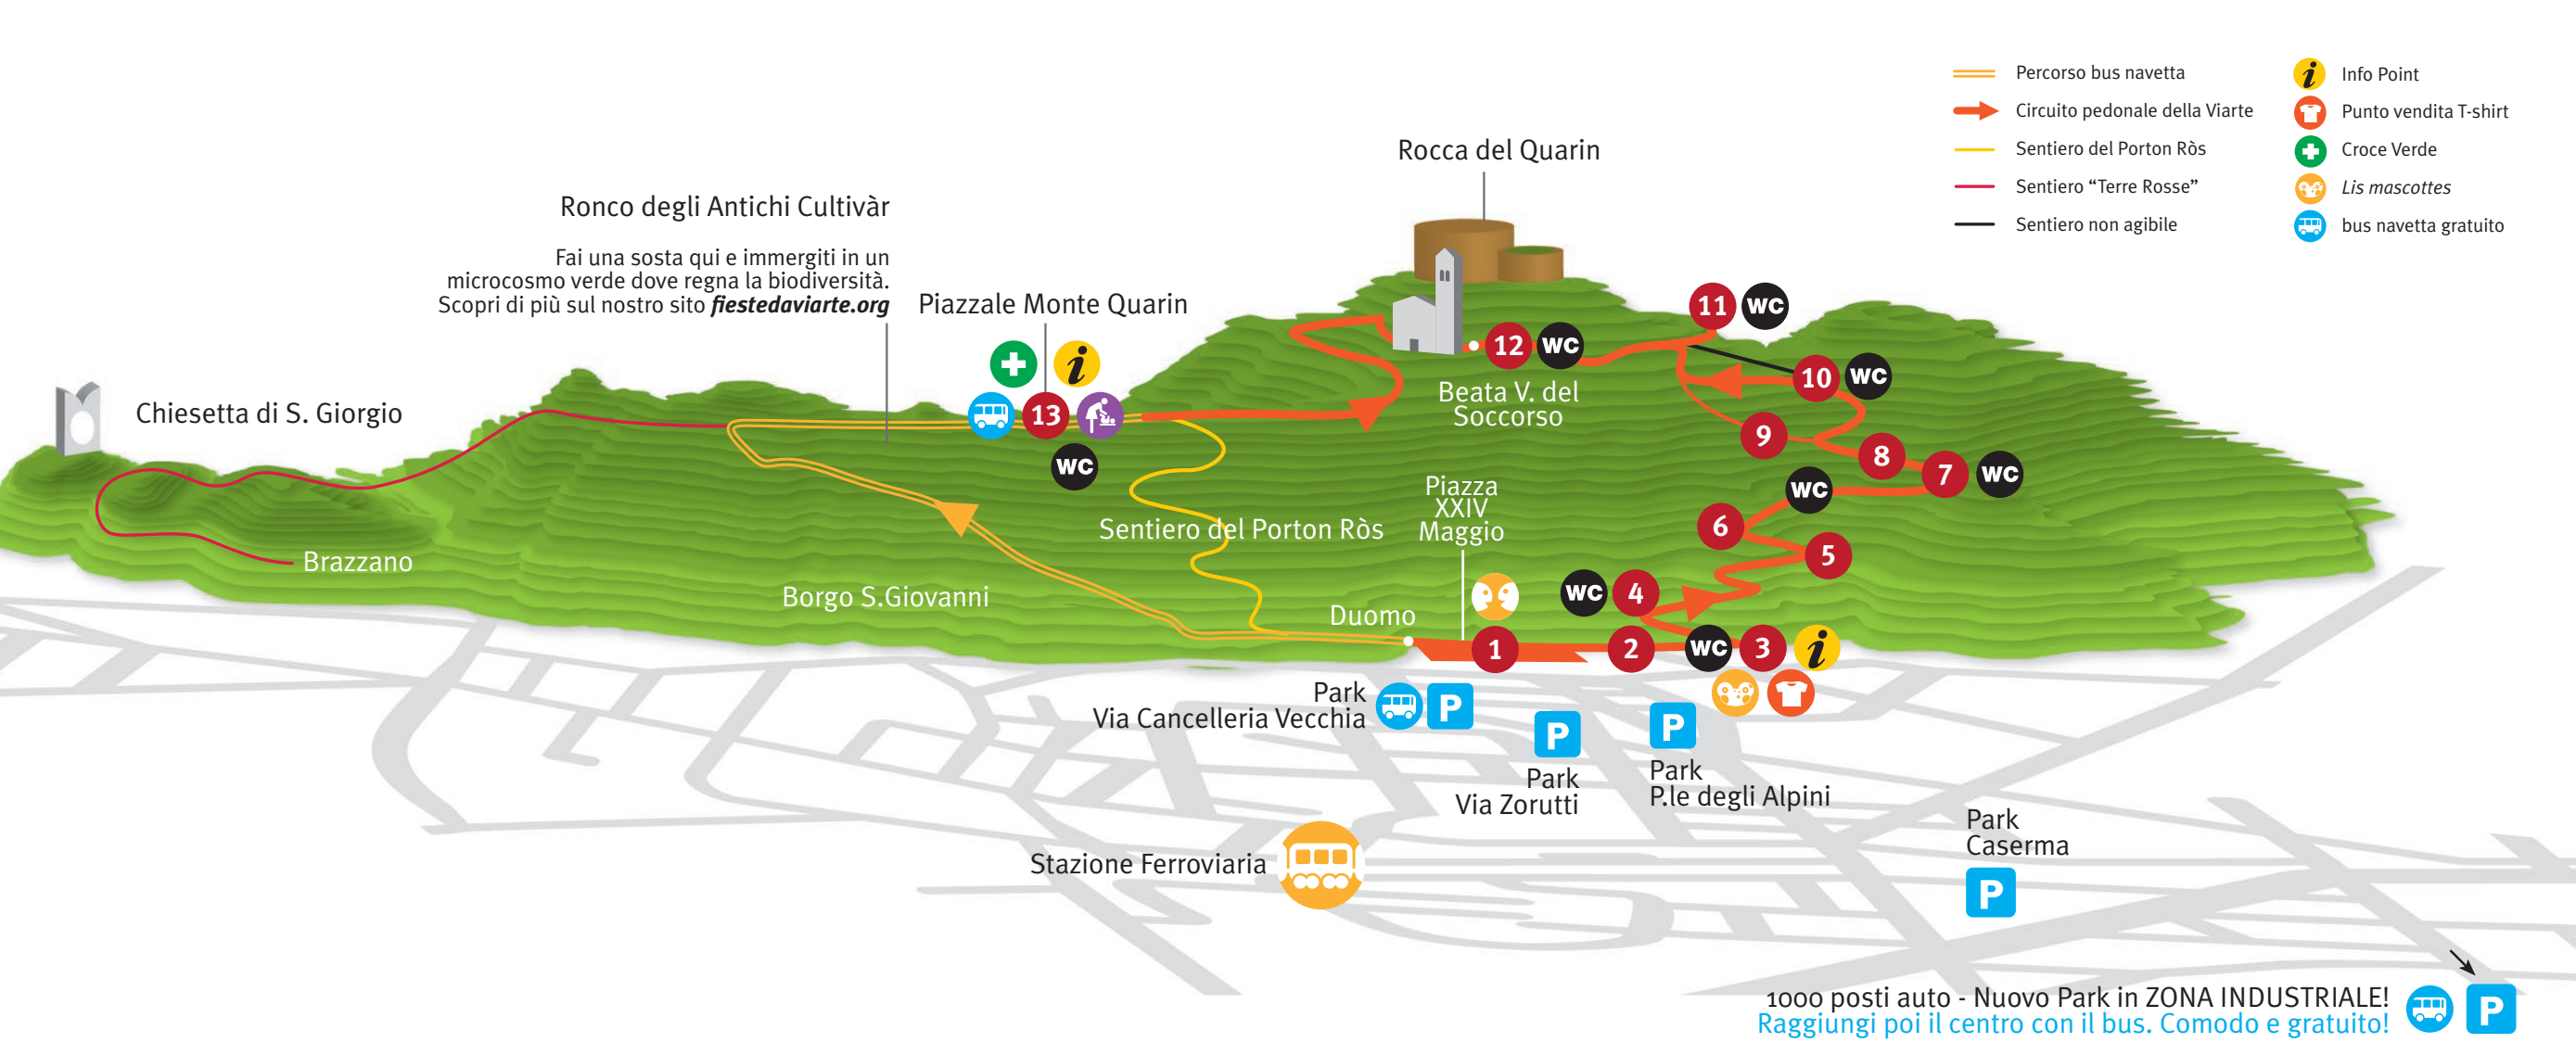 Percorso bus navetta
Circuito pedonale della Viarte
Sentiero del Porton Ròs
Sentiero “Terre Rosse”
Sentiero non agibile
i Info Point
Punto vendita T-shirt
Croce Verde
Lis mascottes
bus navetta gratuito
Rocca del Quarin
Ronco degli Antichi Cultivàr
Fai una sosta qui e immergiti in un
microcosmo verde dove regna la biodiversità.
Scopri di più sul nostro sito fiestedaviarte.org
Piazzale Monte Quarin
i
13
WC
Chiesetta di S. Giorgio
Brazzano
11 WC
12 WC
Beata V. del
Soccorso
10 WC
9
8
7 WC
WC
6
5
WC 4
Piazza
XXIV
Maggio
Sentiero del Porton Ròs
Borgo S.Giovanni
Duomo
1
2
WC 3 i
Park
Via Cancelleria Vecchia
P
P
Park
Via Zorutti
P
Park
P.le degli Alpini
Stazione Ferroviaria
Park
Caserma
P
1000 posti auto - Nuovo Park in ZONA INDUSTRIALE!
Raggiungi poi il centro con il bus. Comodo e gratuito!
P